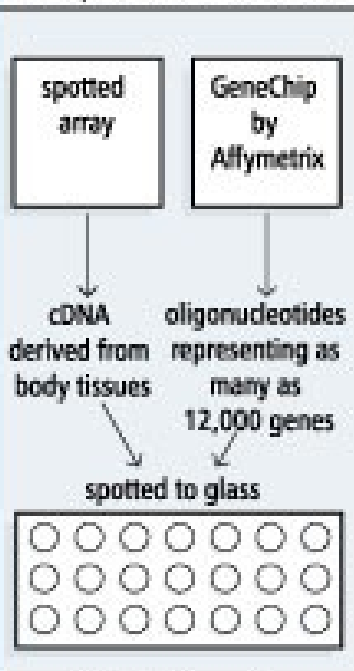 spotted
array
GeneChip
by
Affymetrix
cDNA
derived from
body tissues
oligonucleotides
representing as
many as
12,000 genes
spotted to glass